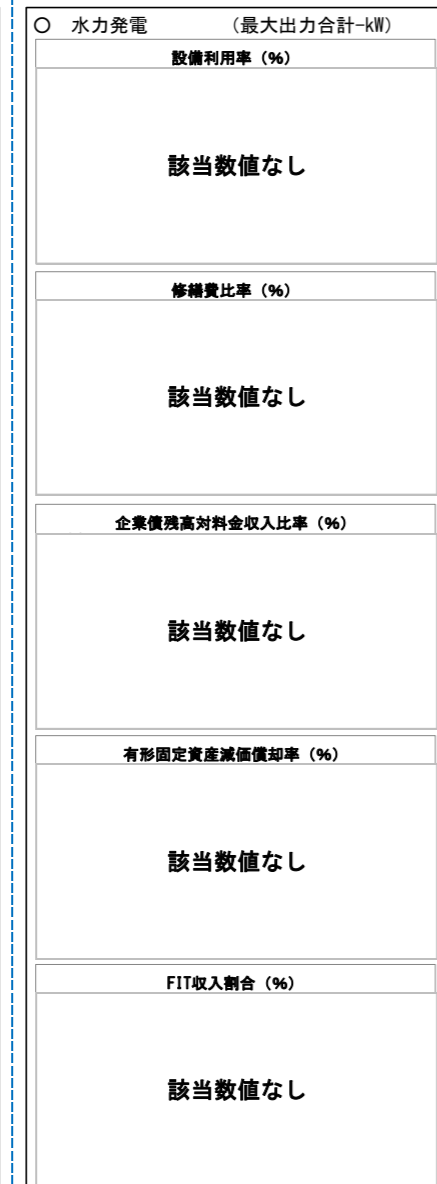 ○ 水力発電 （最大出力合計-kW）
設備利用率（%）
該当数値なし
修繕費比率（%）
該当数値なし
企業債残高対料金収入比率（%）
該当数値なし
有形固定資産減価償却率（%）
該当数値なし
FIT収入割合（%）
該当数値なし